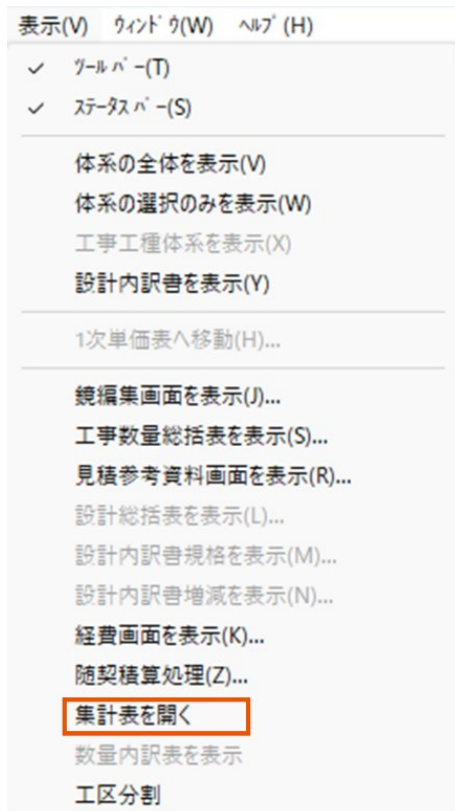 表示(V) ｳｨﾝﾄﾞｳ(W) ﾍﾙﾌﾟ(H)
✓ ﾂｰﾙ ﾊﾞｰ(T)
✓ ｽﾃｰﾀｽ ﾊﾞｰ(S)
体系の全体を表示(V)
体系の選択のみを表示(W)
工事工種体系を表示(X)
設計内訳書を表示(Y)
1次単価表へ移動(H)...
鏡編集画面を表示(J)...
工事数量総括表を表示(S)...
見積参考資料画面を表示(R)...
設計総括表を表示(L)...
設計内訳書規格を表示(M)...
設計内訳書増減を表示(N)...
経費画面を表示(K)...
随契積算処理(Z)...
集計表を開く
数量内訳表を表示
工区分割